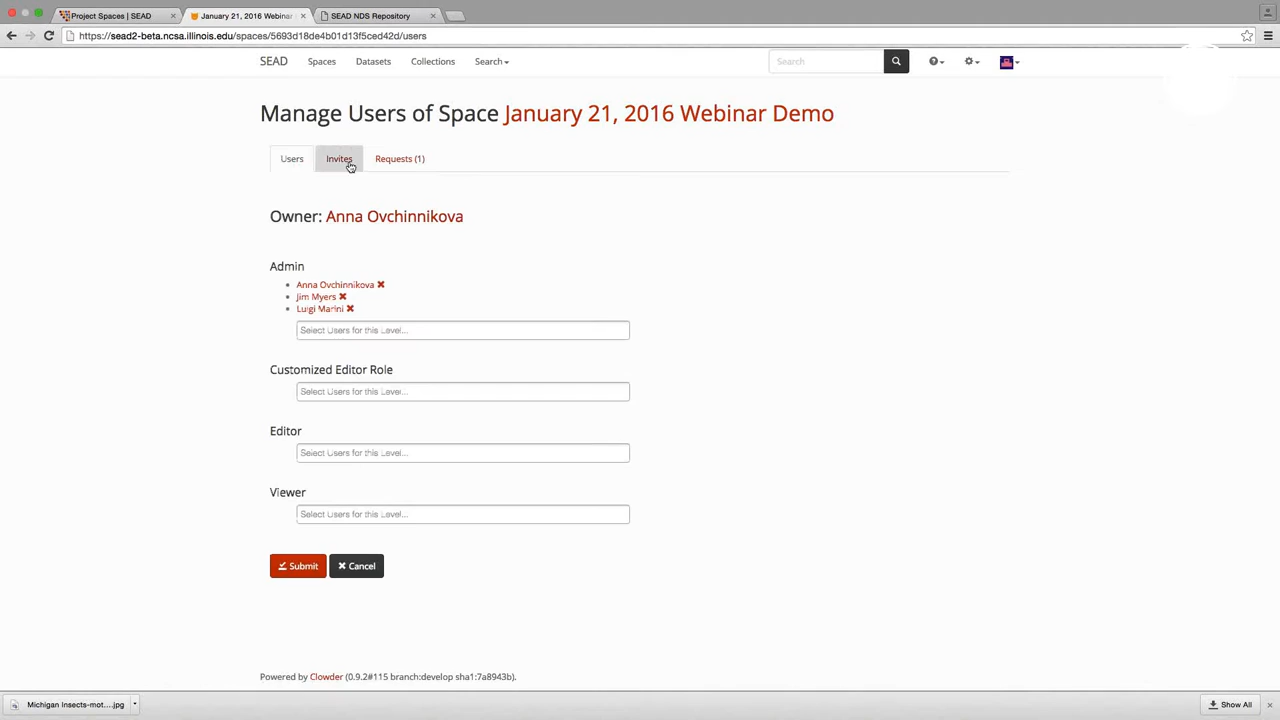 Project Spaces | SEAD
January 21, 2016 Webinar
SEAD NDS Repository
https://sead2-beta.ncsa.illinois.edu/spaces/5693d18de4b01d13f5ced42d/users
SEAD
Spaces
Datasets
Collections
Search
Search
Manage Users of Space January 21, 2016 Webinar Demo
Users
Invites
Requests (1)
Owner: Anna Ovchinnikova
Admin
Anna Ovchinnikova
Jim Myers
Luigi Marini
Select Users for this Level...
Customized Editor Role
Select Users for this Level...
Editor
Select Users for this Level...
Viewer
Select Users for this Level...
Submit
Cancel
Powered by Clowder (0.9.2#115 branch:develop sha1:7a8943b).
Michigan Insects-mot....jpg
Show All